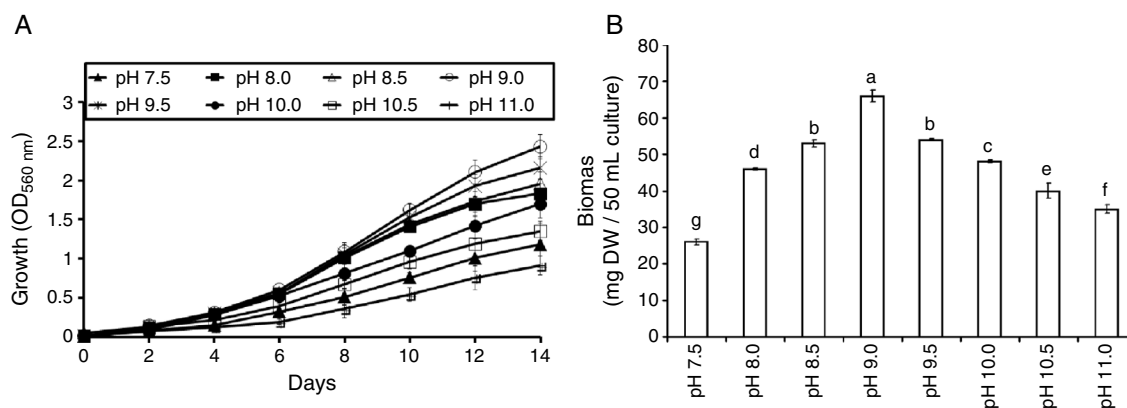 A
pH 7.5 pH 8.0 pH 8.5 pH 9.0
pH 9.5 pH 10.0 pH 10.5 pH 11.0
3
2.5
2
1.5
1
0.5
0
Growth (OD560 nm)
0 2 4 6 8 10 12 14
Days
B
80
70
60
50
40
30
20
10
0
Biomas
(mg DW / 50 mL culture)
g d b a b c e f
pH 7.5 pH 8.0 pH 8.5 pH 9.0 pH 9.5 pH 10.0 pH 10.5 pH 11.0